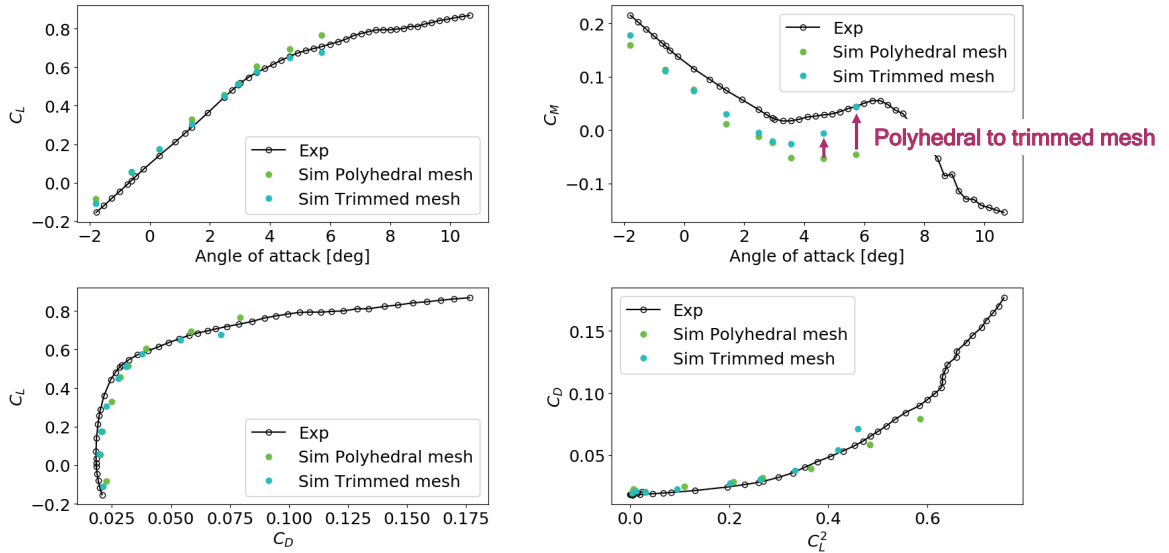 0.8
0.6
0.4
0.2
0.0
−0.2
C_L
Exp
Sim Polyhedral mesh
Sim Trimmed mesh
−2 0 2 4 6 8 10
Angle of attack [deg]
0.2
0.1
0.0
−0.1
C_M
Exp
Sim Polyhedral mesh
Sim Trimmed mesh
Polyhedral to trimmed mesh
−2 0 2 4 6 8 10
Angle of attack [deg]
0.8
0.6
0.4
0.2
0.0
−0.2
C_L
Exp
Sim Polyhedral mesh
Sim Trimmed mesh
0.025 0.050 0.075 0.100 0.125 0.150 0.175
C_D
0.15
0.10
0.05
C_D
Exp
Sim Polyhedral mesh
Sim Trimmed mesh
0.0 0.2 0.4 0.6
C_L^2